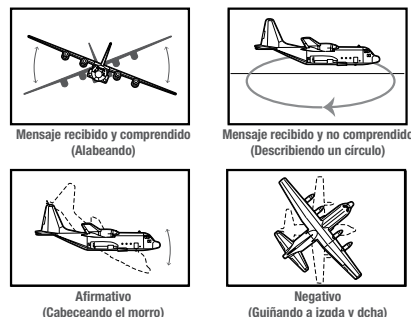 Mensaje recibido y comprendido
(Alabeando)
Mensaje recibido y no comprendido
(Describiendo un círculo)
Afirmativo
(Cabeceando el morro)
Negativo
(Guiñando a izqda y dcha)